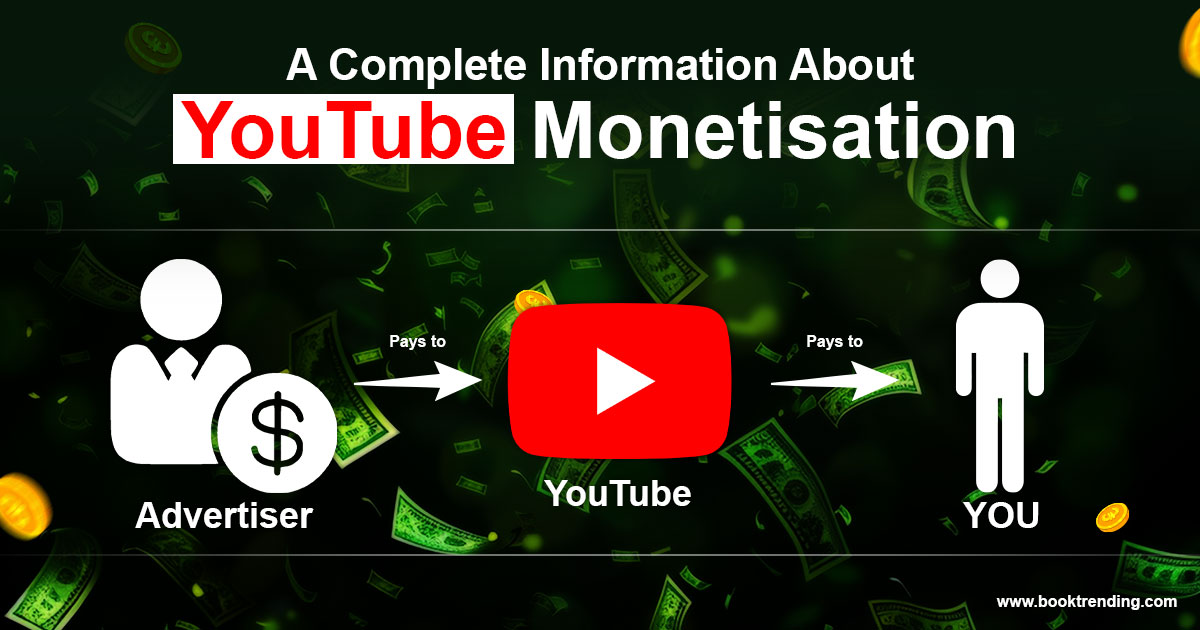 A Complete Information About
YouTube Monetisation
Pays to
Pays to
$
Advertiser
YouTube
YOU
www.booktrending.com